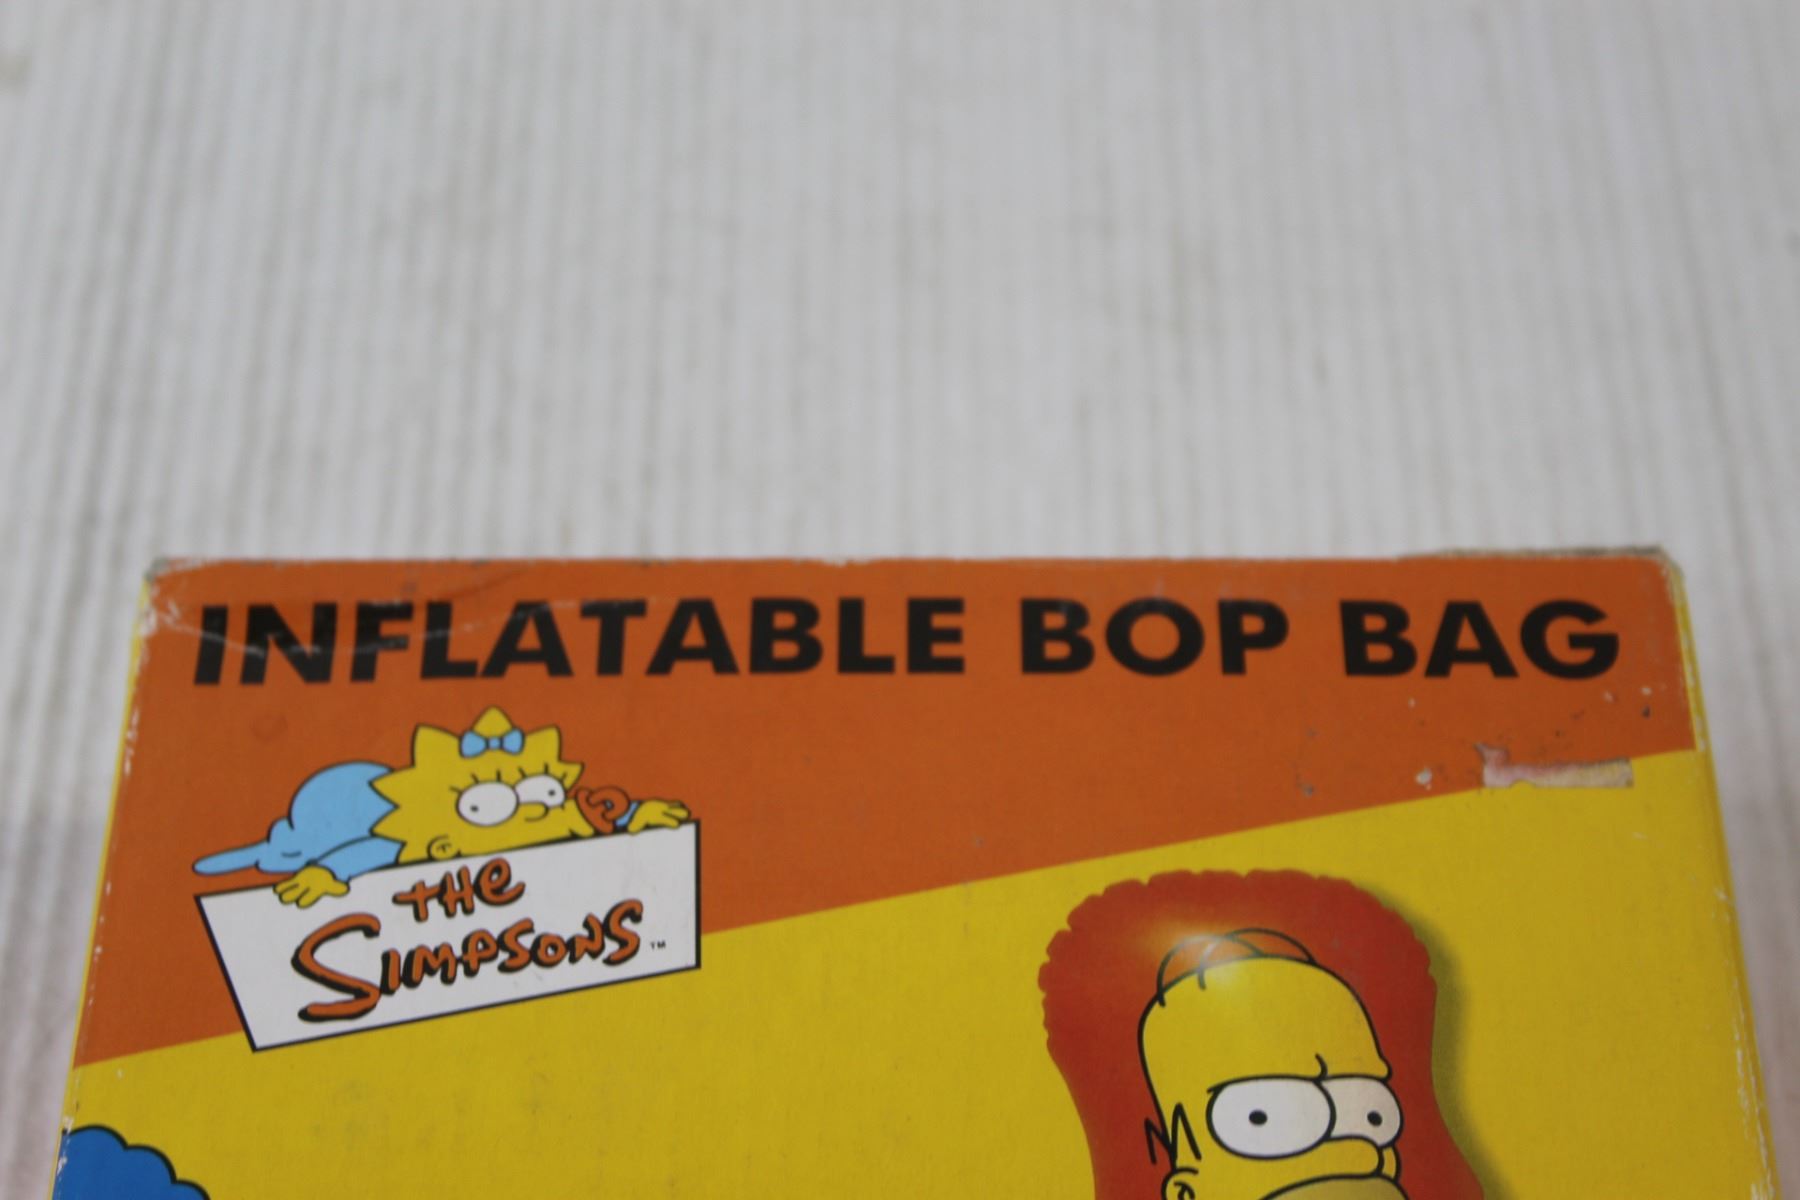 INFLATABLE BOP BAG
THE
SIMPSONS™